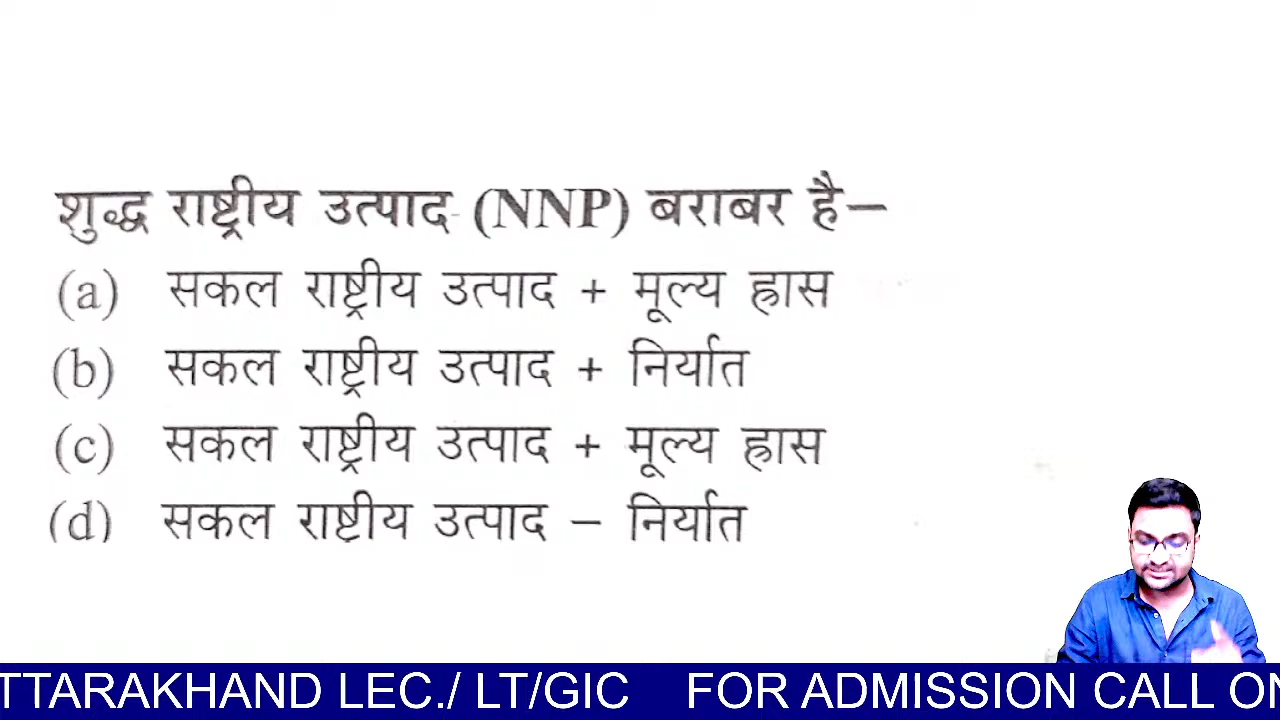 शुद्ध राष्ट्रीय उत्पाद (NNP) बराबर है–
(a) सकल राष्ट्रीय उत्पाद + मूल्य ह्रास
(b) सकल राष्ट्रीय उत्पाद + निर्यात
(c) सकल राष्ट्रीय उत्पाद + मूल्य ह्रास
(d) सकल राष्टीय उत्पाद – निर्यात
TTARAKHAND LEC./ LT/GIC FOR ADMISSION CALL ON